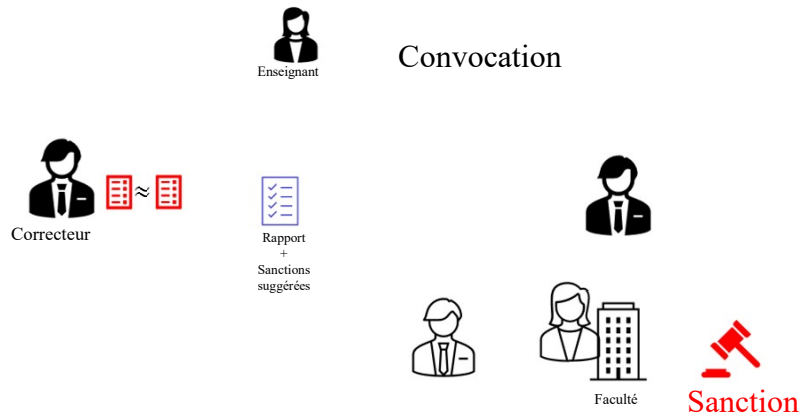 Enseignant
Convocation
≈
Correcteur
Rapport
+
Sanctions
suggérées
Faculté
Sanction